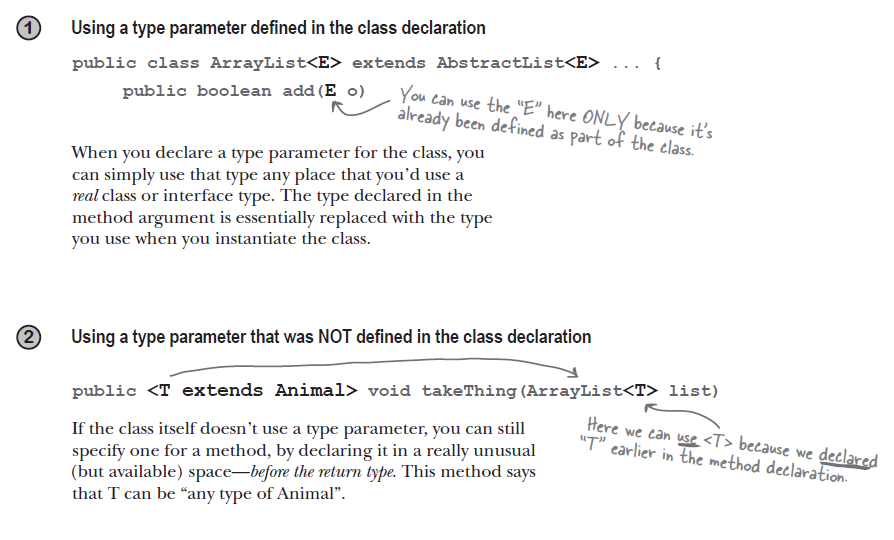 1 Using a type parameter defined in the class declaration
public class ArrayList<E> extends AbstractList<E> ... {
public boolean add(E o)
You can use the “E” here ONLY because it’s
already been defined as part of the class.
When you declare a type parameter for the class, you
can simply use that type any place that you’d use a
real class or interface type. The type declared in the
method argument is essentially replaced with the type
you use when you instantiate the class.
2 Using a type parameter that was NOT defined in the class declaration
public <T extends Animal> void takeThing(ArrayList<T> list)
Here we can use <T> because we declared
“T” earlier in the method declaration.
If the class itself doesn’t use a type parameter, you can still
specify one for a method, by declaring it in a really unusual
(but available) space—before the return type. This method says
that T can be “any type of Animal”.